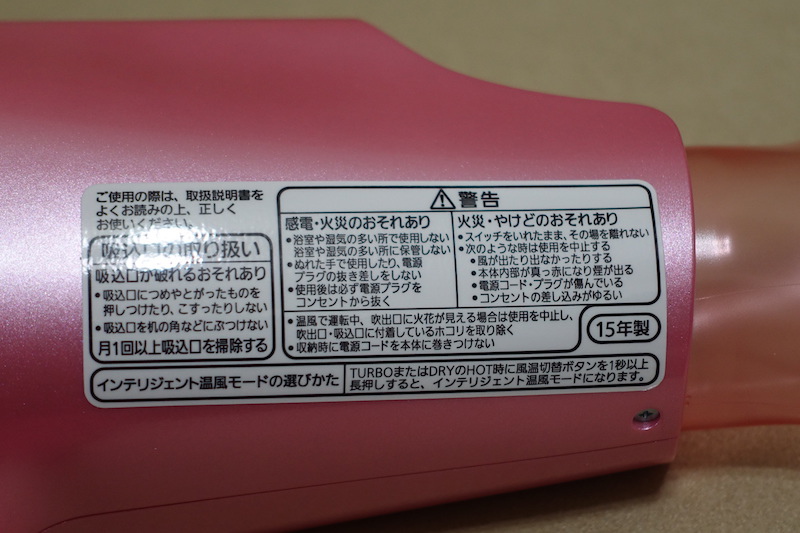 ご使用の際は、取扱説明書を
よくお読みの上、正しく
お使いください。
吸込口の取り扱い
吸込口が破れるおそれあり
•吸込口につめやとがったものを
押しつけたり、こすったりしない
•吸込口を机の角などにぶつけない
月1回以上吸込口を掃除する
⚠警告
感電・火災のおそれあり
•浴室や湿気の多い所で使用しない
浴室や湿気の多い所に保管しない
•ぬれた手で使用したり、電源
プラグの抜き差しをしない
•使用後は必ず電源プラグを
コンセントから抜く
火災・やけどのおそれあり
•スイッチをいれたまま、その場を離れない
•次のような時は使用を中止する
•風が出たり出なかったりする
•本体内部が真っ赤になり煙が出る
•電源コード・プラグが傷んでいる
•コンセントの差し込みがゆるい
•温風で運転中、吹出口に火花が見える場合は使用を中止し、
吹出口・吸込口に付着しているホコリを取り除く
•収納時に電源コードを本体に巻きつけない
15年製
インテリジェント温風モードの選びかた
TURBOまたはDRYのHOT時に風温切替ボタンを1秒以上
長押しすると、インテリジェント温風モードになります。